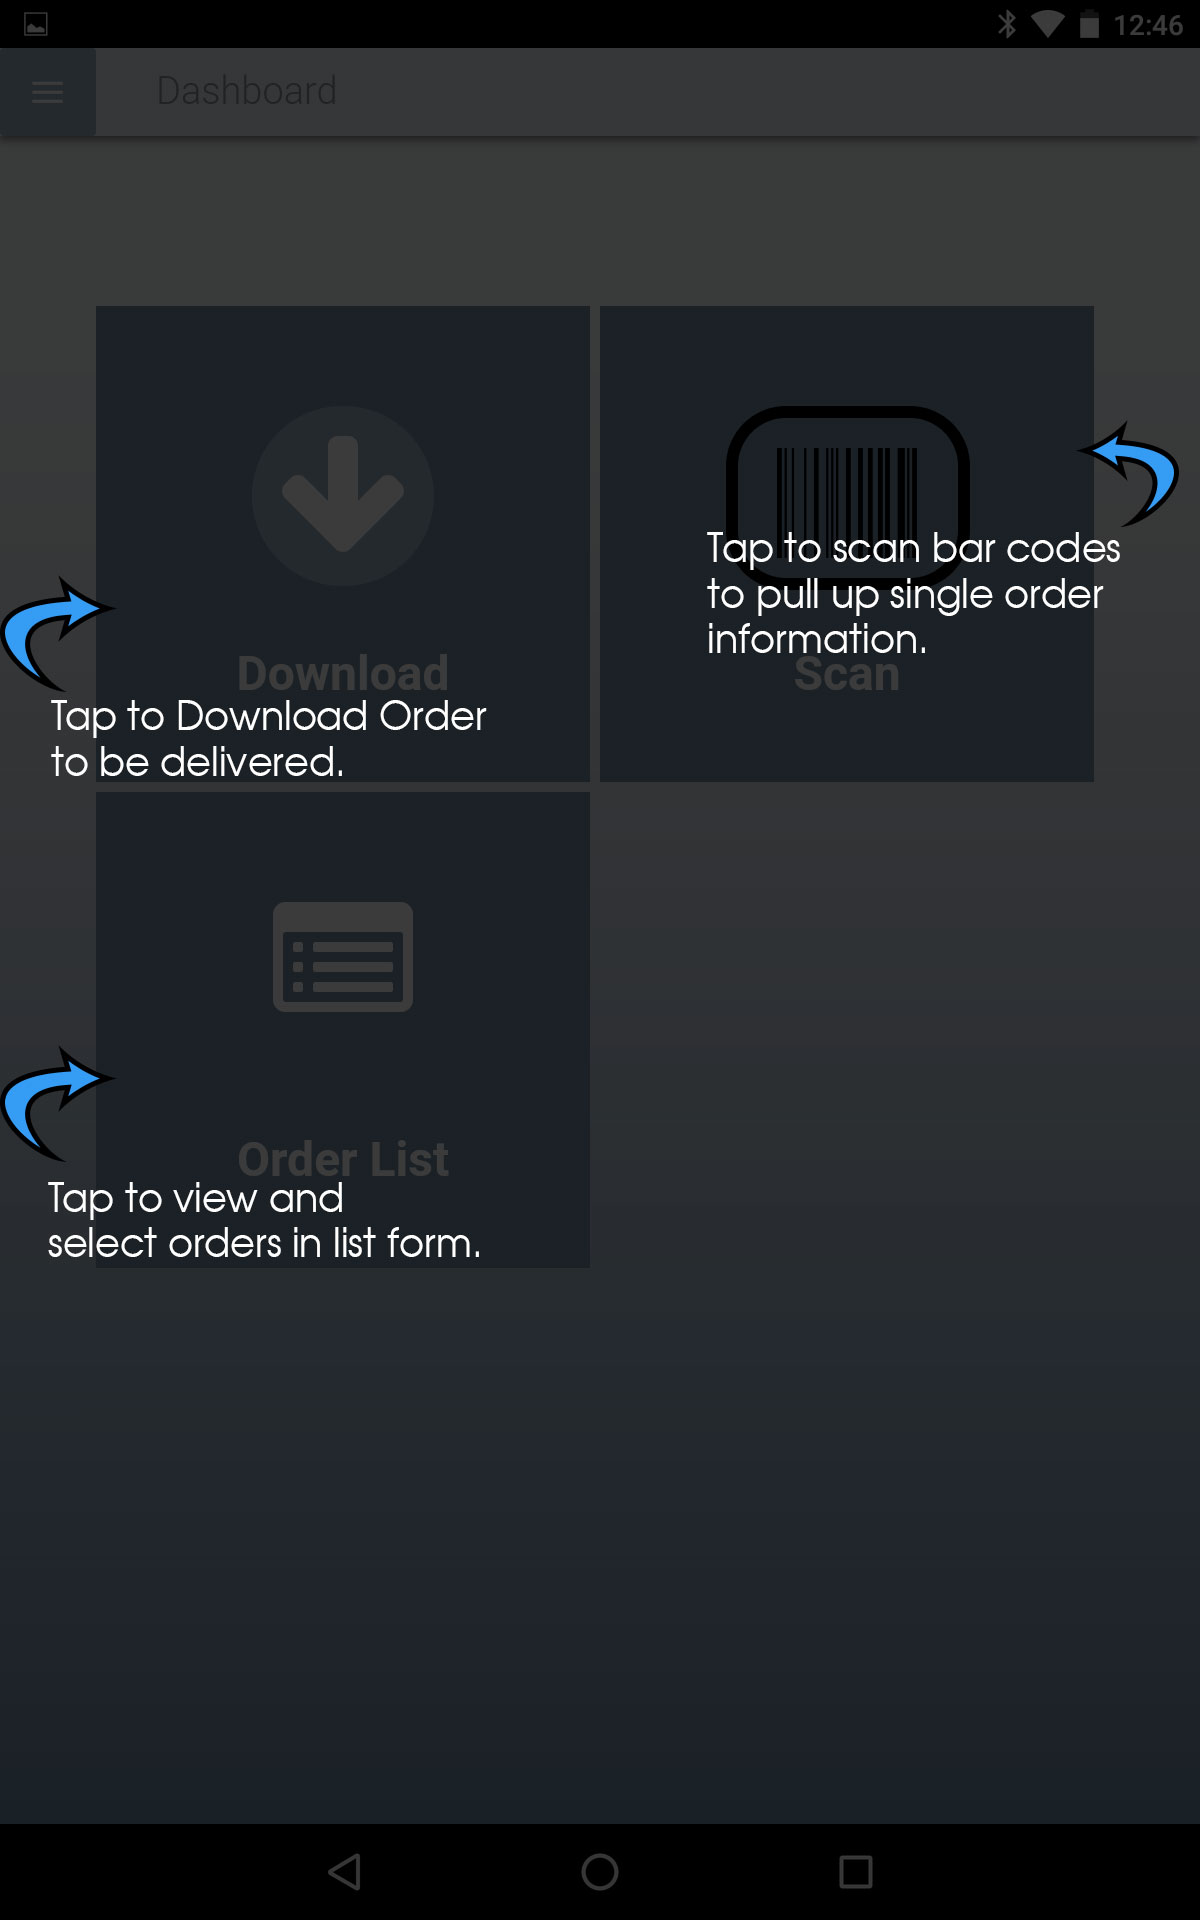 12:46
Dashboard
Tap to scan bar codes
to pull up single order
information.
Scan
Download
Tap to Download Order
to be delivered.
Order List
Tap to view and
select orders in list form.